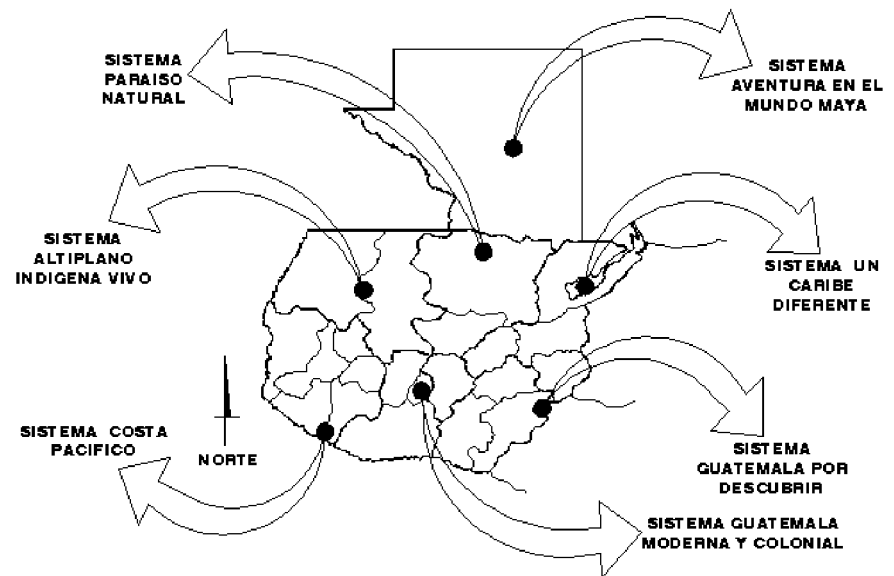 SISTEMA
PARAISO
NATURAL
SISTEMA
AVENTURA EN EL
MUNDO MAYA
SISTEMA
ALTIPLANO
INDIGENA VIVO
SISTEMA UN
CARIBE
DIFERENTE
SISTEMA COSTA
PACIFICO
NORTE
SISTEMA
GUATEMALA POR
DESCUBRIR
SISTEMA GUATEMALA
MODERNA Y COLONIAL